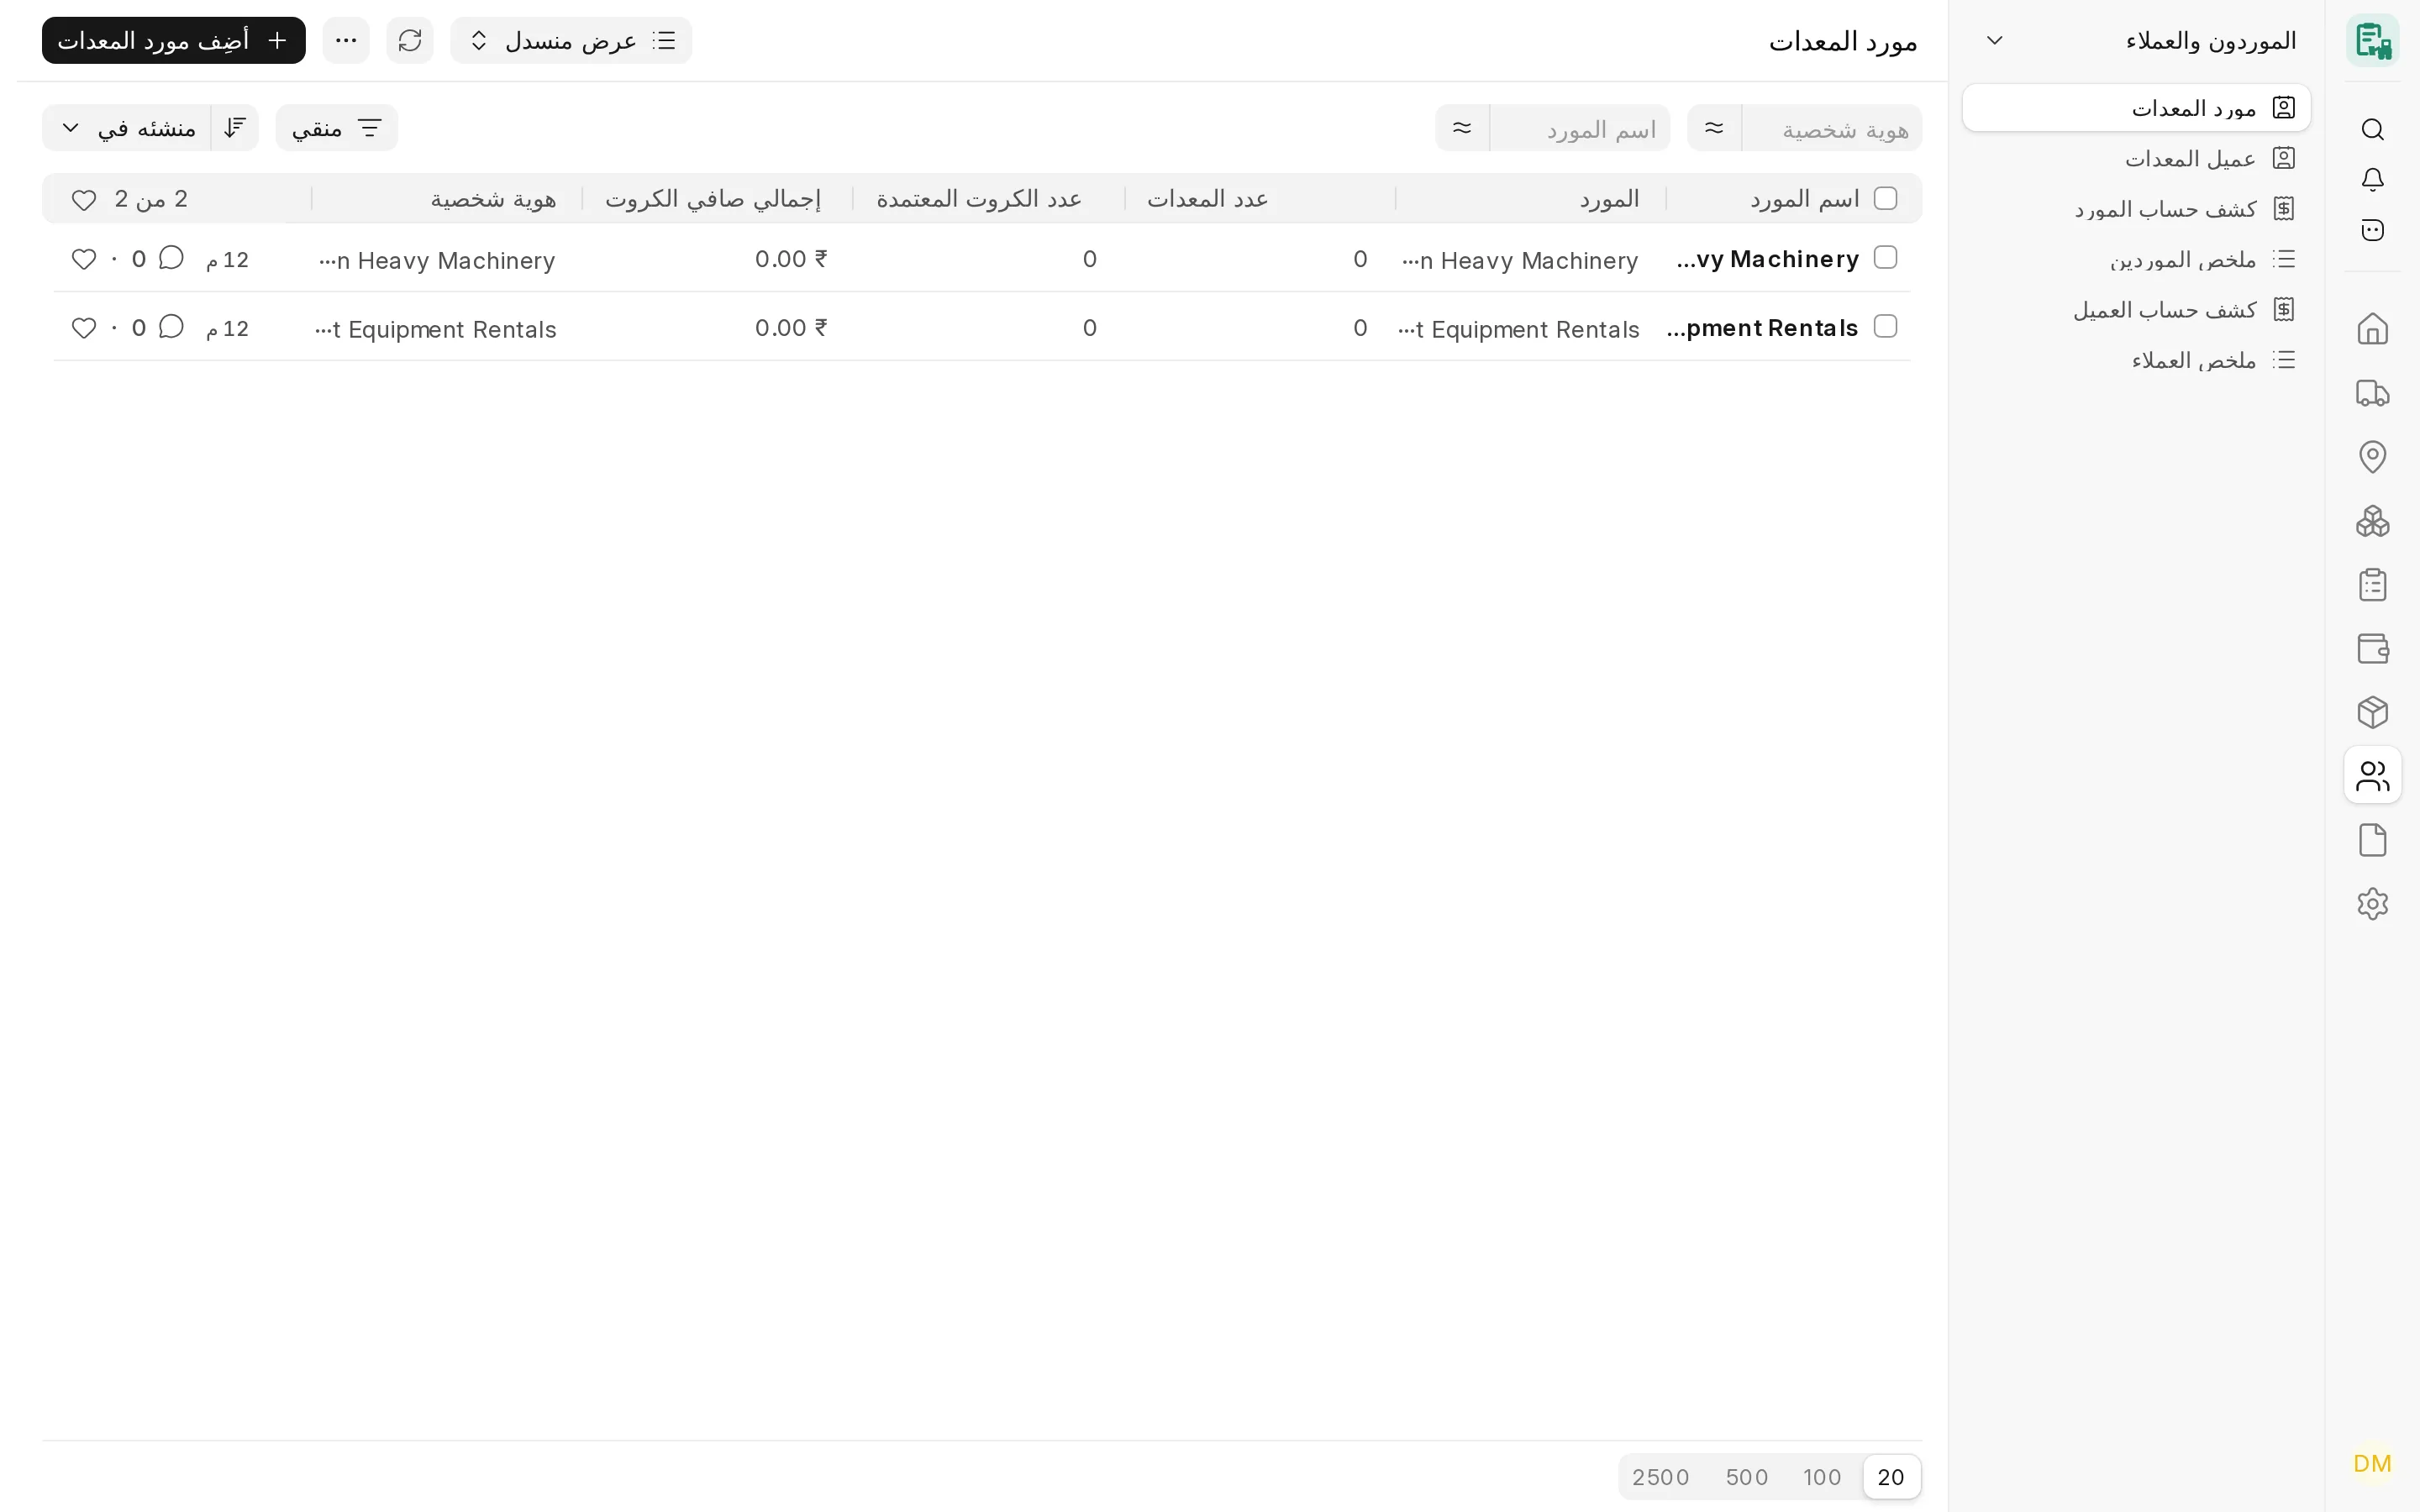 الموردون والعملاء
مورد المعدات
عميل المعدات
كشف حساب المورد
ملخص الموردين
كشف حساب العميل
ملخص العملاء
DM
مورد المعدات
عرض منسدل
أضِف مورد المعدات
هوية شخصية
اسم المورد
منقي
منشئه في
اسم المورد المورد عدد المعدات عدد الكروت المعتمدة إجمالي صافي الكروت هوية شخصية 2 من 2
...vy Machinery ...n Heavy Machinery 0 0 ₹ 0.00 ...n Heavy Machinery 12 م 0 ·
...pment Rentals ...t Equipment Rentals 0 0 ₹ 0.00 ...t Equipment Rentals 12 م 0 ·
20 100 500 2500